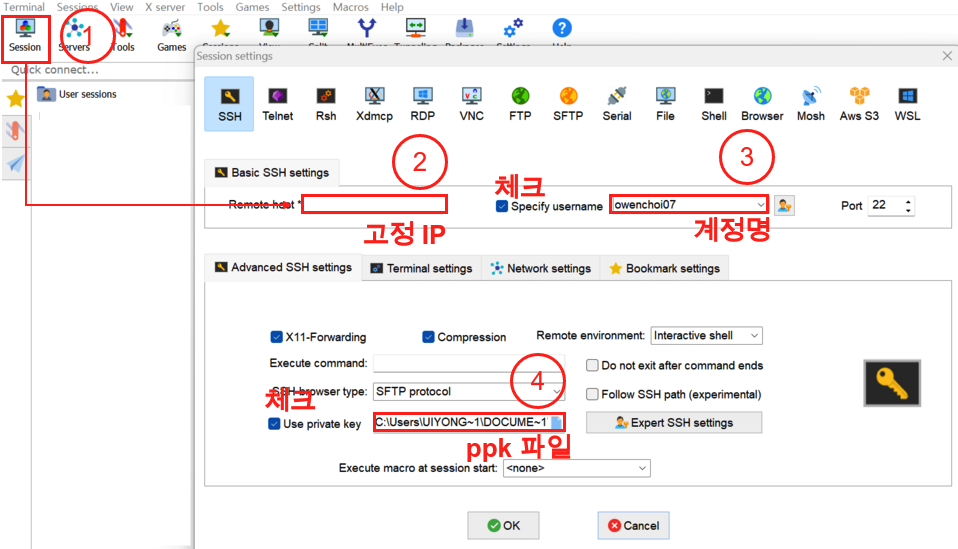 Terminal Sessions View X server Tools Games Settings Macros Help
1
Session Servers Tools Games Sessions View Split MultiExec Tunneling Packages Settings Help
Quick connect...
Session settings
User sessions
SSH Telnet Rsh Xdmcp RDP VNC FTP SFTP Serial File Shell Browser Mosh Aws S3 WSL
2
3
Basic SSH settings
체크
Remote host * Specify username owenchoi07 Port 22
고정 IP
계정명
Advanced SSH settings Terminal settings Network settings Bookmark settings
X11-Forwarding Compression Remote environment: Interactive shell
Execute command: Do not exit after command ends
4
SSH-browser type: SFTP protocol Follow SSH path (experimental)
체크
Use private key C:\Users\UIYONG~1\DOCUME~1 Expert SSH settings
ppk 파일
Execute macro at session start: <none>
OK Cancel